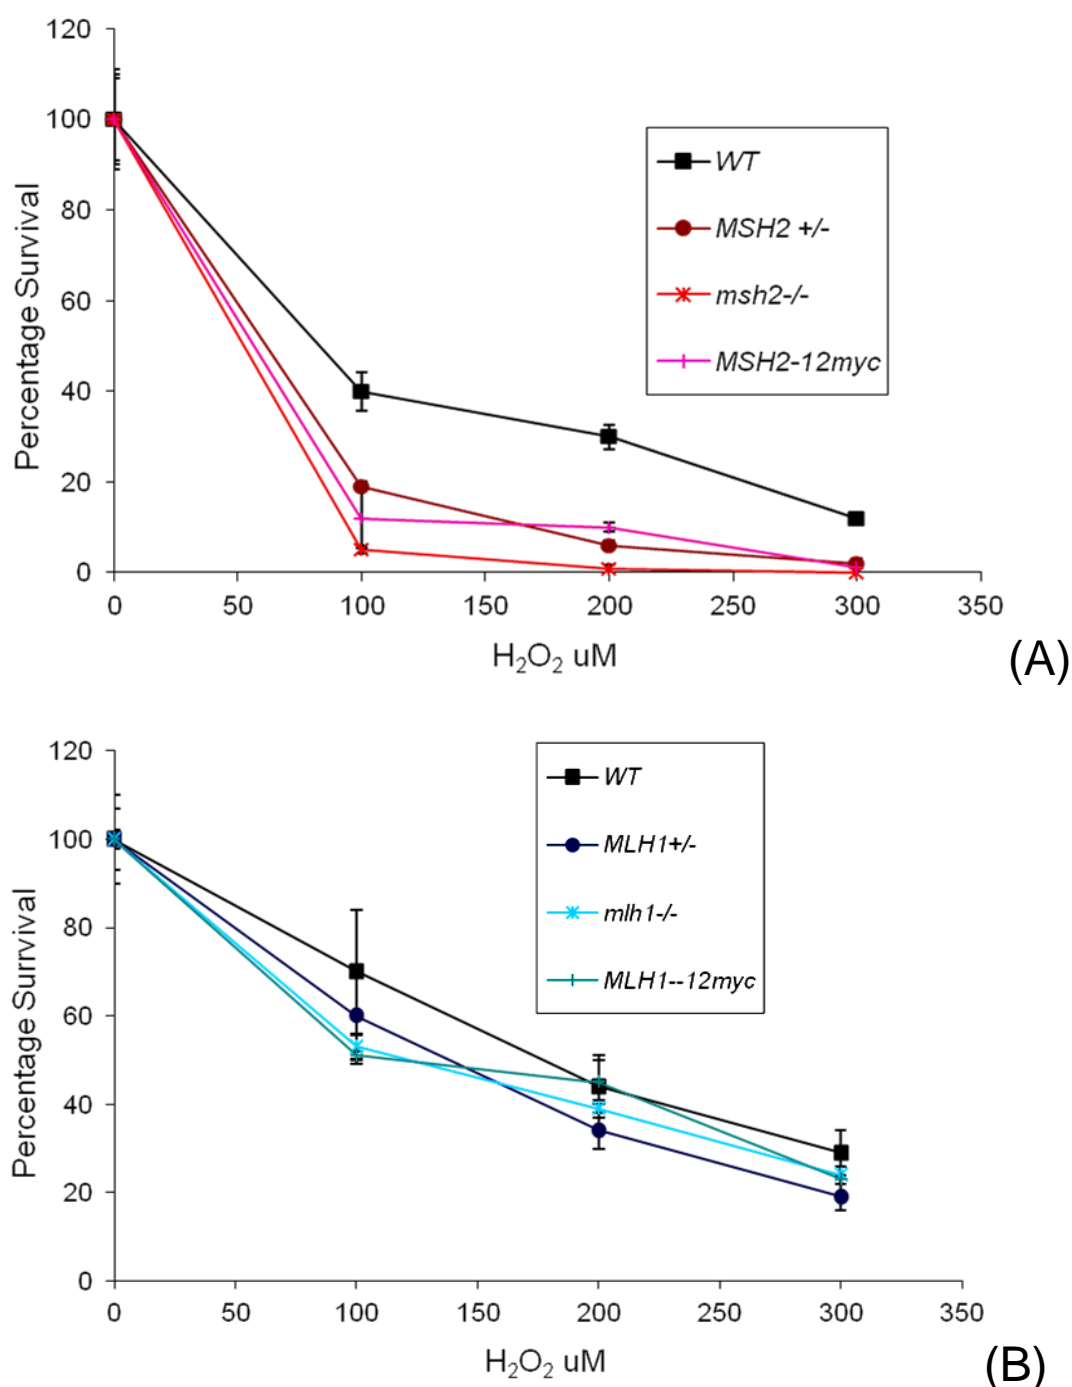 120
100
80
60
40
20
0
Percentage Survival
WT
MSH2 +/-
msh2-/-
MSH2-12myc
0 50 100 150 200 250 300 350
H₂O₂ uM
(A)
120
100
80
60
40
20
0
Percentage Surrvival
WT
MLH1+/-
mlh1-/-
MLH1--12myc
0 50 100 150 200 250 300 350
H₂O₂ uM
(B)